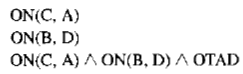 ON(C, A)
ON(B, D)
ON(C, A) ∧ ON(B, D) ∧ OTAD